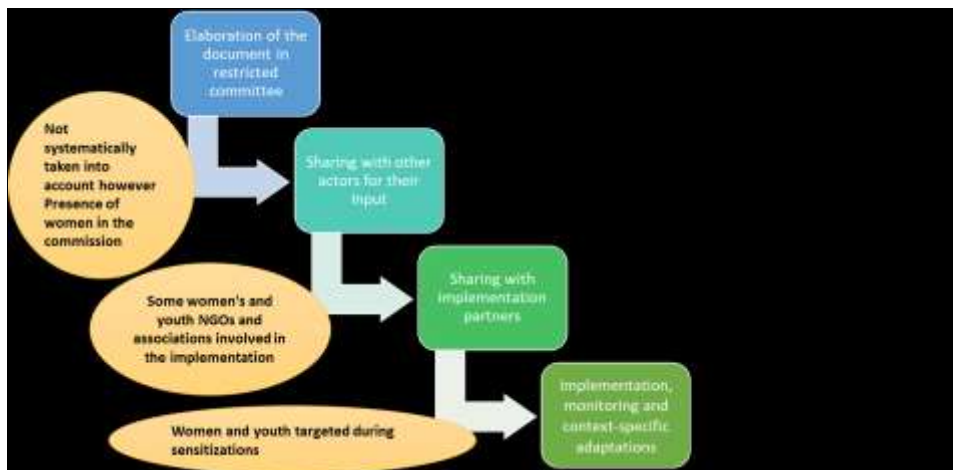 Elaboration of the
document in
restricted
committee
Not
systematically
taken into
account however
Presence of
women in the
commission
Sharing with other
actors for their
input
Some women's and
youth NGOs and
associations involved in
the implementation
Sharing with
implementation
partners
Women and youth targeted during
sensitizations
Implementation,
monitoring and
context-specific
adaptations